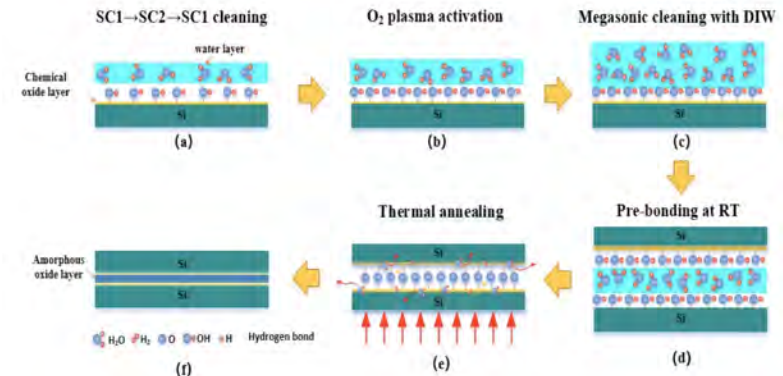 SC1→SC2→SC1 cleaning
O₂ plasma activation
Megasonic cleaning with DIW
water layer
Chemical
oxide layer
Si
Si
Si
(a)
(b)
(c)
Thermal annealing
Pre-bonding at RT
Amorphous
oxide layer
Si
Si
Si
Si
Si
Si
H₂O
H₂
O
OH
H
Hydrogen bond
(f)
(e)
(d)